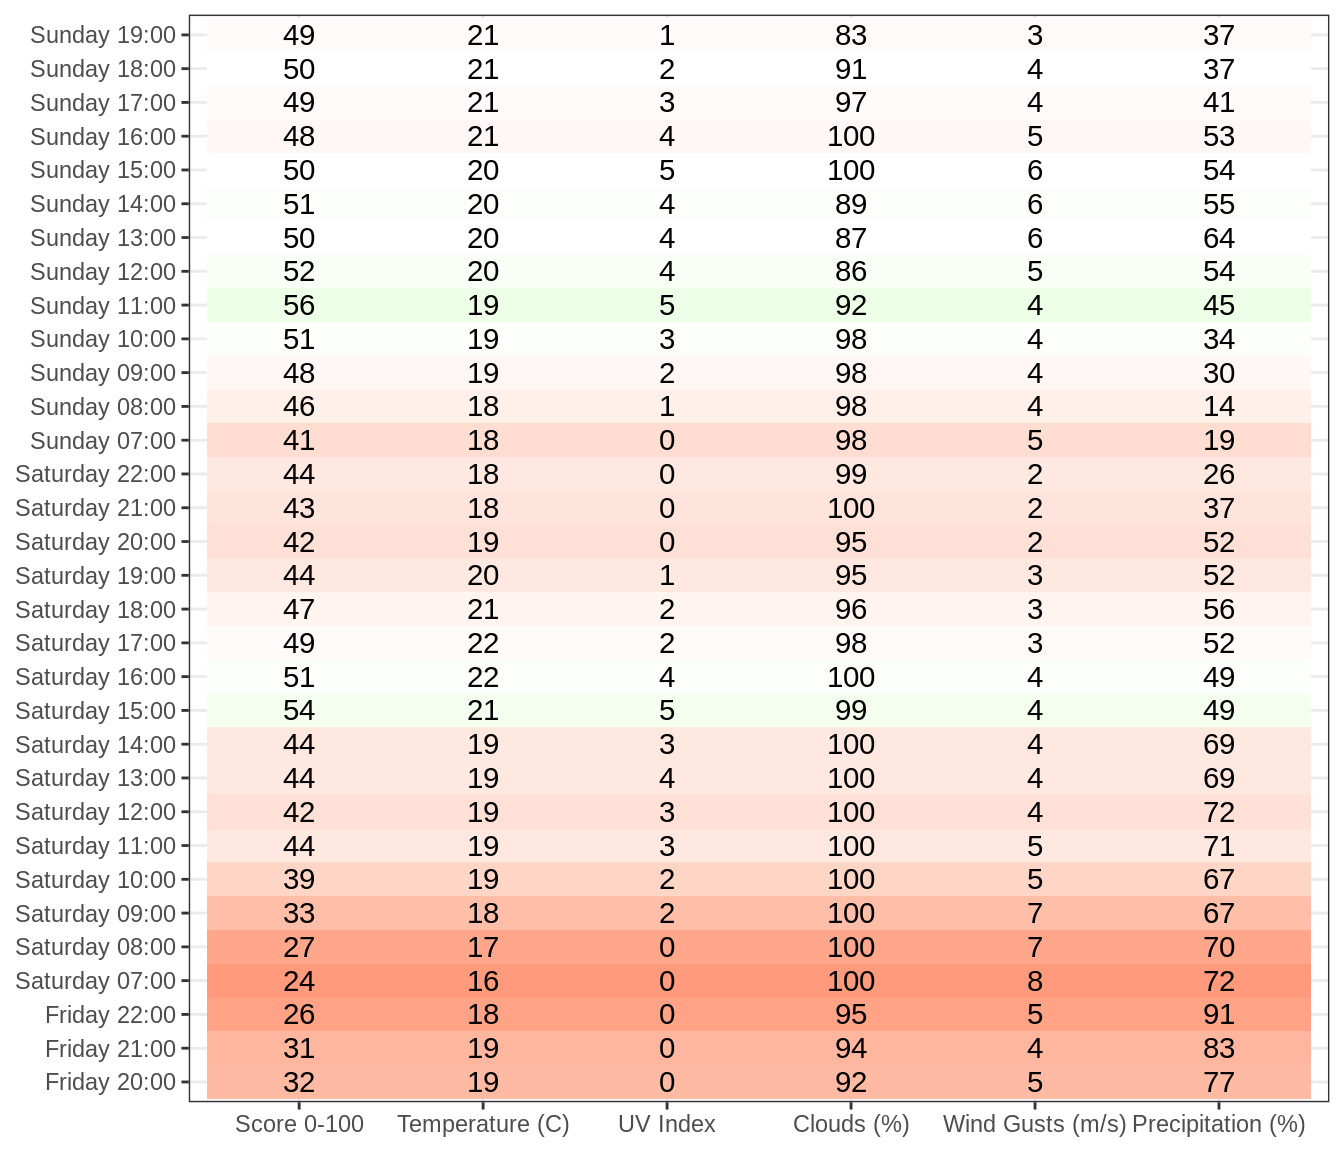 Sunday 19:00 49 21 1 83 3 37
Sunday 18:00 50 21 2 91 4 37
Sunday 17:00 49 21 3 97 4 41
Sunday 16:00 48 21 4 100 5 53
Sunday 15:00 50 20 5 100 6 54
Sunday 14:00 51 20 4 89 6 55
Sunday 13:00 50 20 4 87 6 64
Sunday 12:00 52 20 4 86 5 54
Sunday 11:00 56 19 5 92 4 45
Sunday 10:00 51 19 3 98 4 34
Sunday 09:00 48 19 2 98 4 30
Sunday 08:00 46 18 1 98 4 14
Sunday 07:00 41 18 0 98 5 19
Saturday 22:00 44 18 0 99 2 26
Saturday 21:00 43 18 0 100 2 37
Saturday 20:00 42 19 0 95 2 52
Saturday 19:00 44 20 1 95 3 52
Saturday 18:00 47 21 2 96 3 56
Saturday 17:00 49 22 2 98 3 52
Saturday 16:00 51 22 4 100 4 49
Saturday 15:00 54 21 5 99 4 49
Saturday 14:00 44 19 3 100 4 69
Saturday 13:00 44 19 4 100 4 69
Saturday 12:00 42 19 3 100 4 72
Saturday 11:00 44 19 3 100 5 71
Saturday 10:00 39 19 2 100 5 67
Saturday 09:00 33 18 2 100 7 67
Saturday 08:00 27 17 0 100 7 70
Saturday 07:00 24 16 0 100 8 72
Friday 22:00 26 18 0 95 5 91
Friday 21:00 31 19 0 94 4 83
Friday 20:00 32 19 0 92 5 77
Score 0-100 Temperature (C) UV Index Clouds (%) Wind Gusts (m/s) Precipitation (%)